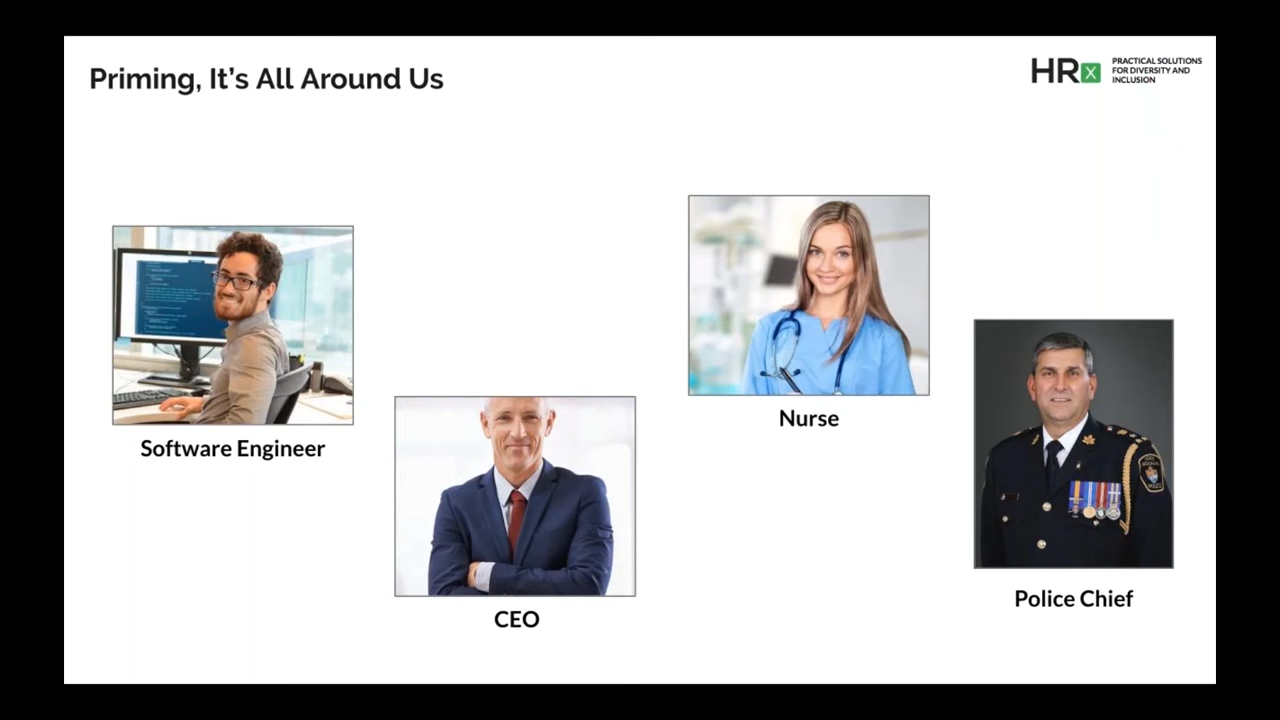 Priming, It's All Around Us
HRx
PRACTICAL SOLUTIONS
FOR DIVERSITY AND
INCLUSION
Software Engineer
CEO
Nurse
Police Chief